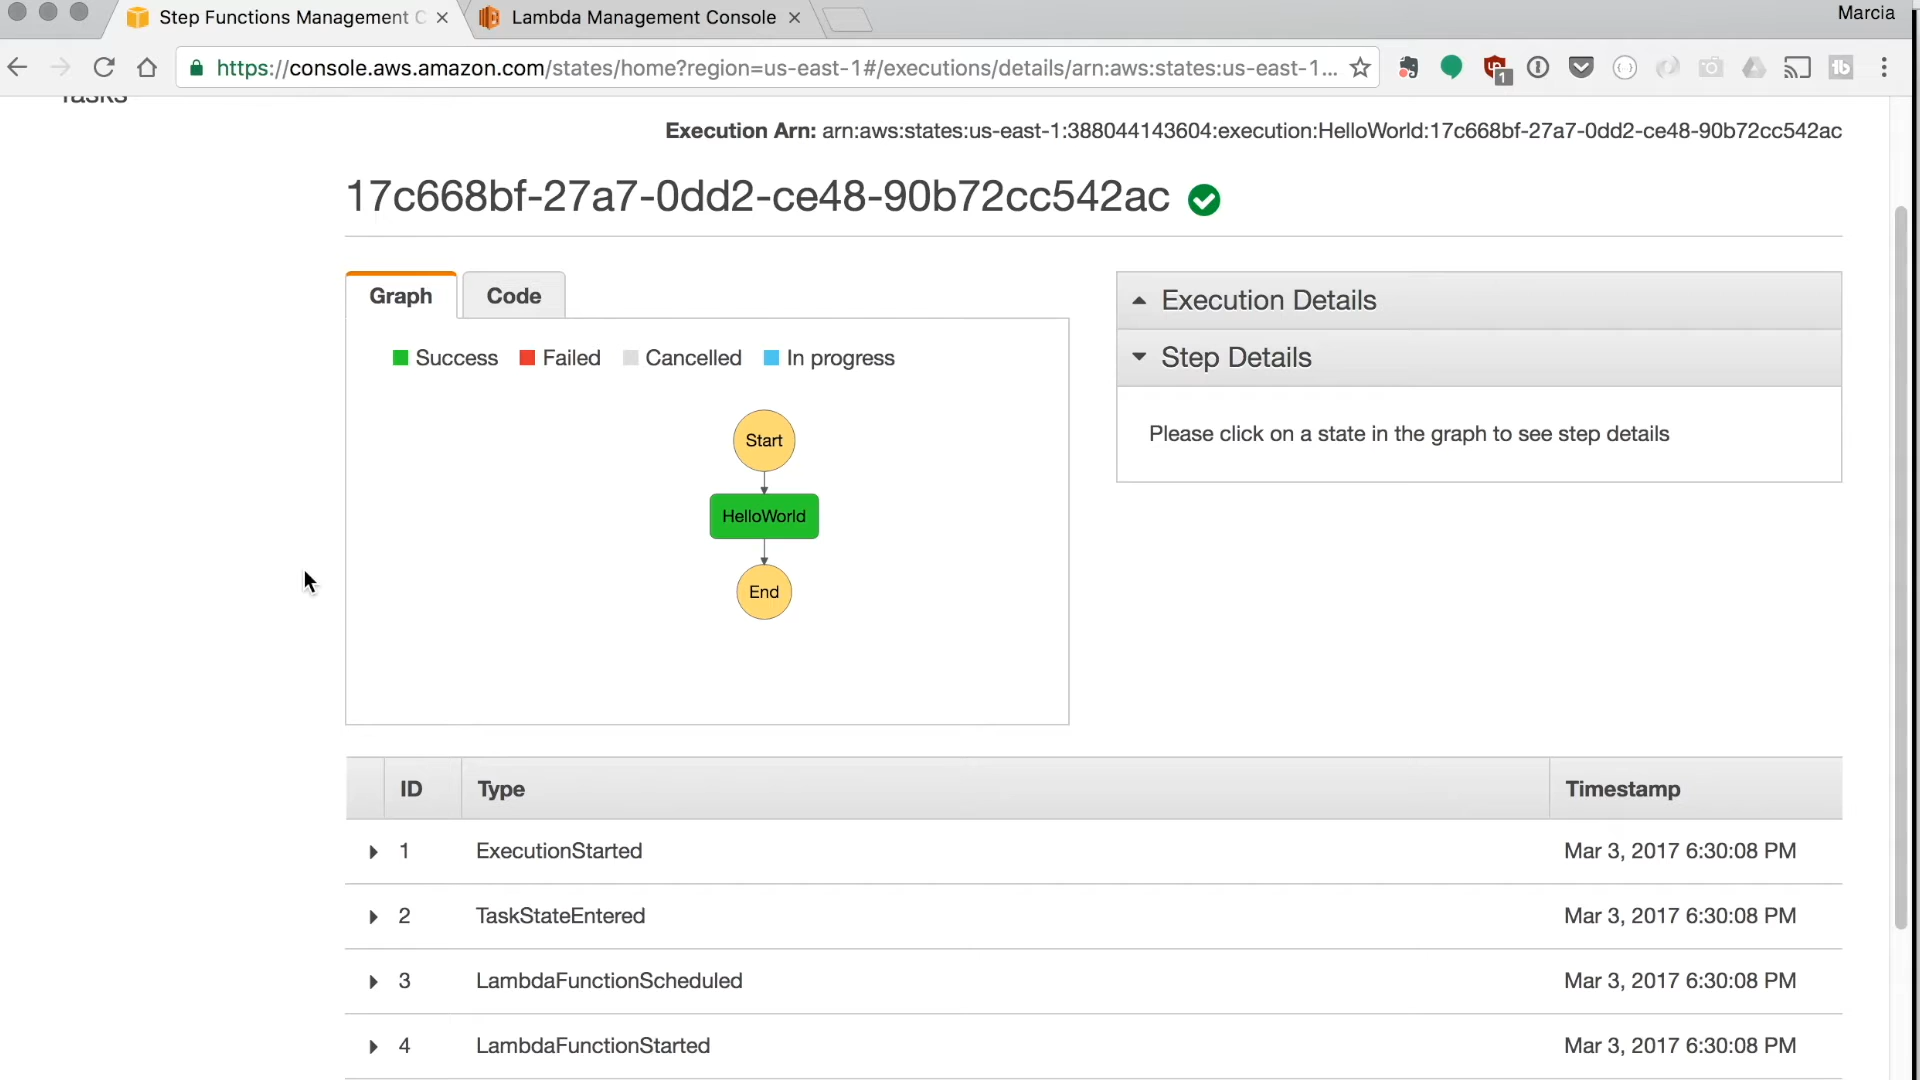 Step Functions Management C
Lambda Management Console
Marcia
https://console.aws.amazon.com/states/home?region=us-east-1#/executions/details/arn:aws:states:us-east-1...
1
Tasks
Execution Arn: arn:aws:states:us-east-1:388044143604:execution:HelloWorld:17c668bf-27a7-0dd2-ce48-90b72cc542ac
17c668bf-27a7-0dd2-ce48-90b72cc542ac
Graph
Code
Success
Failed
Cancelled
In progress
Start
HelloWorld
End
Execution Details
Step Details
Please click on a state in the graph to see step details
ID Type Timestamp
1 ExecutionStarted Mar 3, 2017 6:30:08 PM
2 TaskStateEntered Mar 3, 2017 6:30:08 PM
3 LambdaFunctionScheduled Mar 3, 2017 6:30:08 PM
4 LambdaFunctionStarted Mar 3, 2017 6:30:08 PM